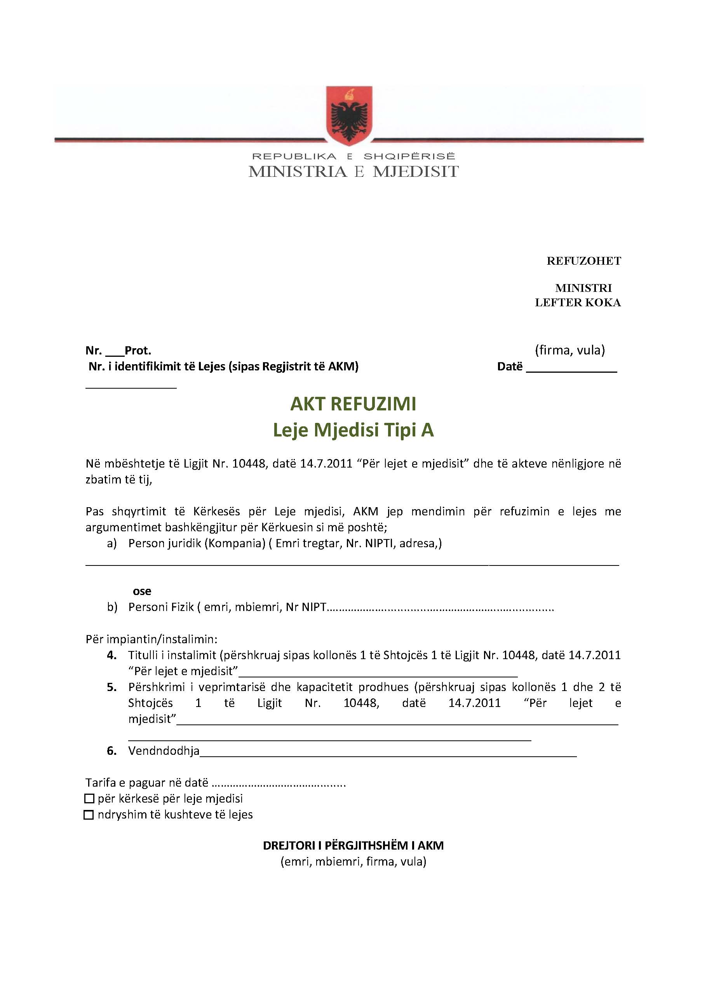 REPUBLIKA E SHQIPËRISË
MINISTRIA E MJEDISIT
REFUZOHET
MINISTRI
LEFTER KOKA
Nr. ___Prot. (firma, vula)
Nr. i identifikimit të Lejes (sipas Regjistrit të AKM) Datë ______________
______________
AKT REFUZIMI
Leje Mjedisi Tipi A
Në mbështetje të Ligjit Nr. 10448, datë 14.7.2011 “Për lejet e mjedisit” dhe të akteve nënligjore në
zbatim të tij,
Pas shqyrtimit të Kërkesës për Leje mjedisi, AKM jep mendimin për refuzimin e lejes me
argumentimet bashkëngjitur për Kërkuesin si më poshtë;
a) Person juridik (Kompania) ( Emri tregtar, Nr. NIPTI, adresa,)
ose
b) Personi Fizik ( emri, mbiemri, Nr NIPT...............................................................
Për impiantin/instalimin:
4. Titulli i instalimit (përshkruaj sipas kollonës 1 të Shtojcës 1 të Ligjit Nr. 10448, datë 14.7.2011
“Për lejet e mjedisit”___________________________________________
5. Përshkrimi i veprimtarisë dhe kapacitetit prodhues (përshkruaj sipas kollonës 1 dhe 2 të
Shtojcës 1 të Ligjit Nr. 10448, datë 14.7.2011 “Për lejet e
mjedisit”____________________________________________________________________
6. Vendndodhja__________________________________________________________
Tarifa e paguar në datë ..........................................
☐ për kërkesë për leje mjedisi
☐ ndryshim të kushteve të lejes
DREJTORI I PËRGJITHSHËM I AKM
(emri, mbiemri, firma, vula)